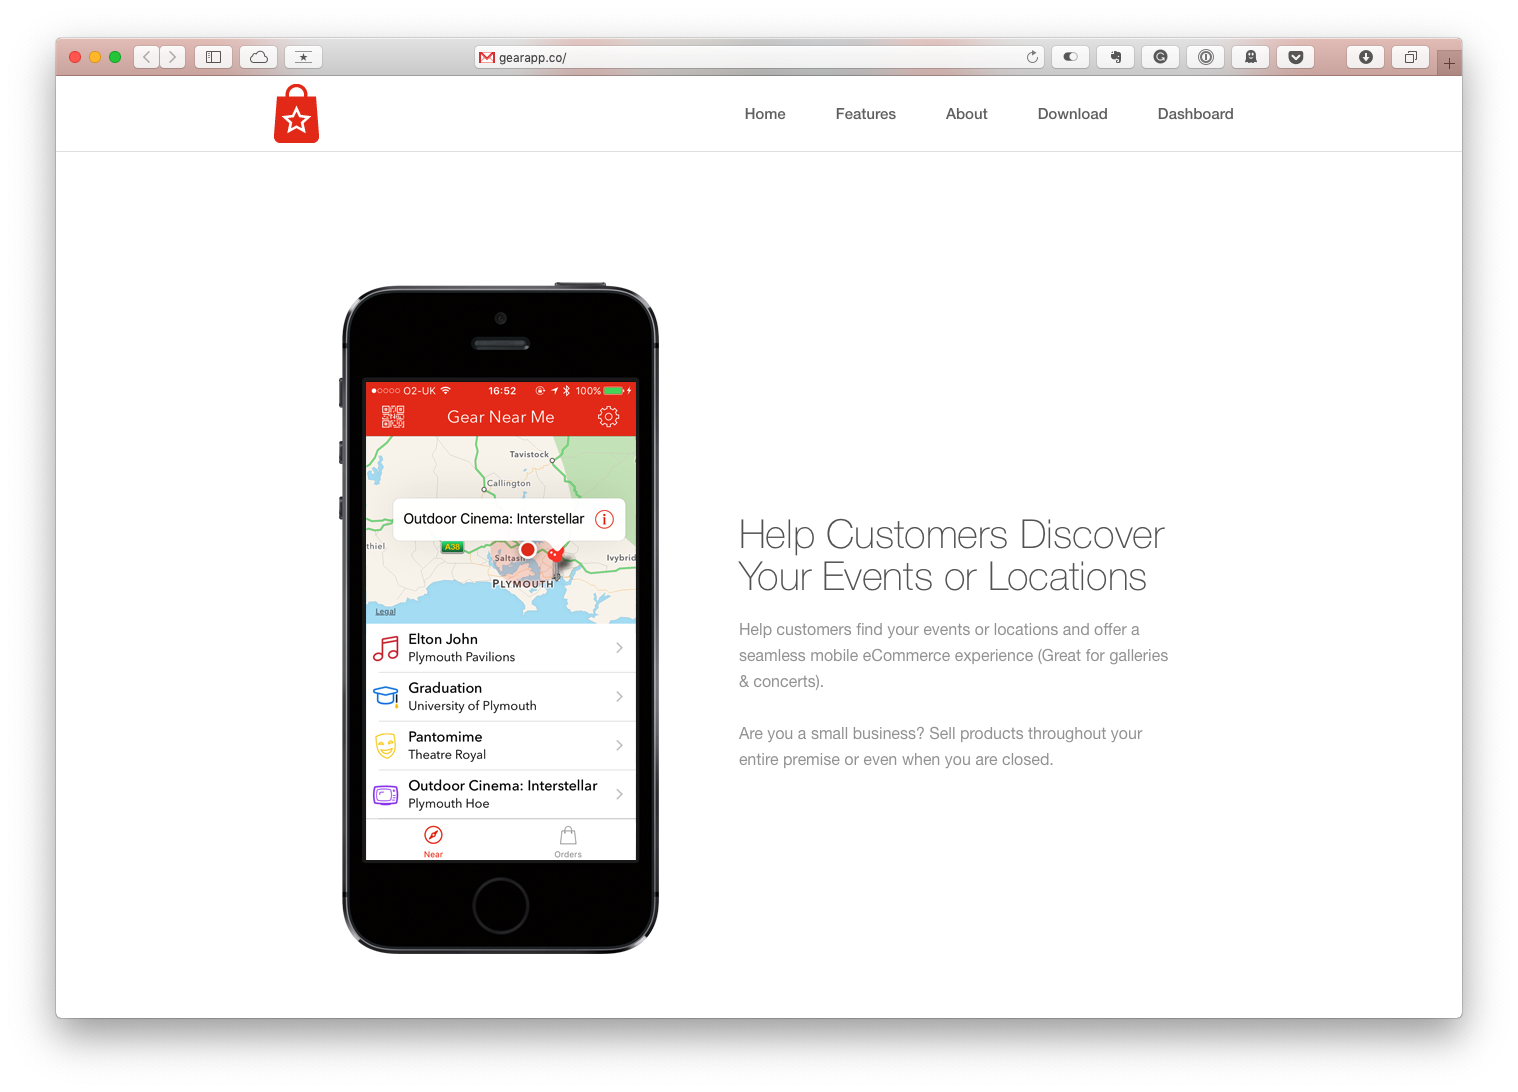 gearapp.co/
Home
Features
About
Download
Dashboard
O2-UK
16:52
100%
Gear Near Me
Tavistock
Callington
Outdoor Cinema: Interstellar
thiel
A38
Saltash
Ivybrid
PLYMOUTH
Legal
Elton John
Plymouth Pavilions
Graduation
University of Plymouth
Pantomime
Theatre Royal
Outdoor Cinema: Interstellar
Plymouth Hoe
Near
Orders
Help Customers Discover
Your Events or Locations
Help customers find your events or locations and offer a
seamless mobile eCommerce experience (Great for galleries
& concerts).
Are you a small business? Sell products throughout your
entire premise or even when you are closed.